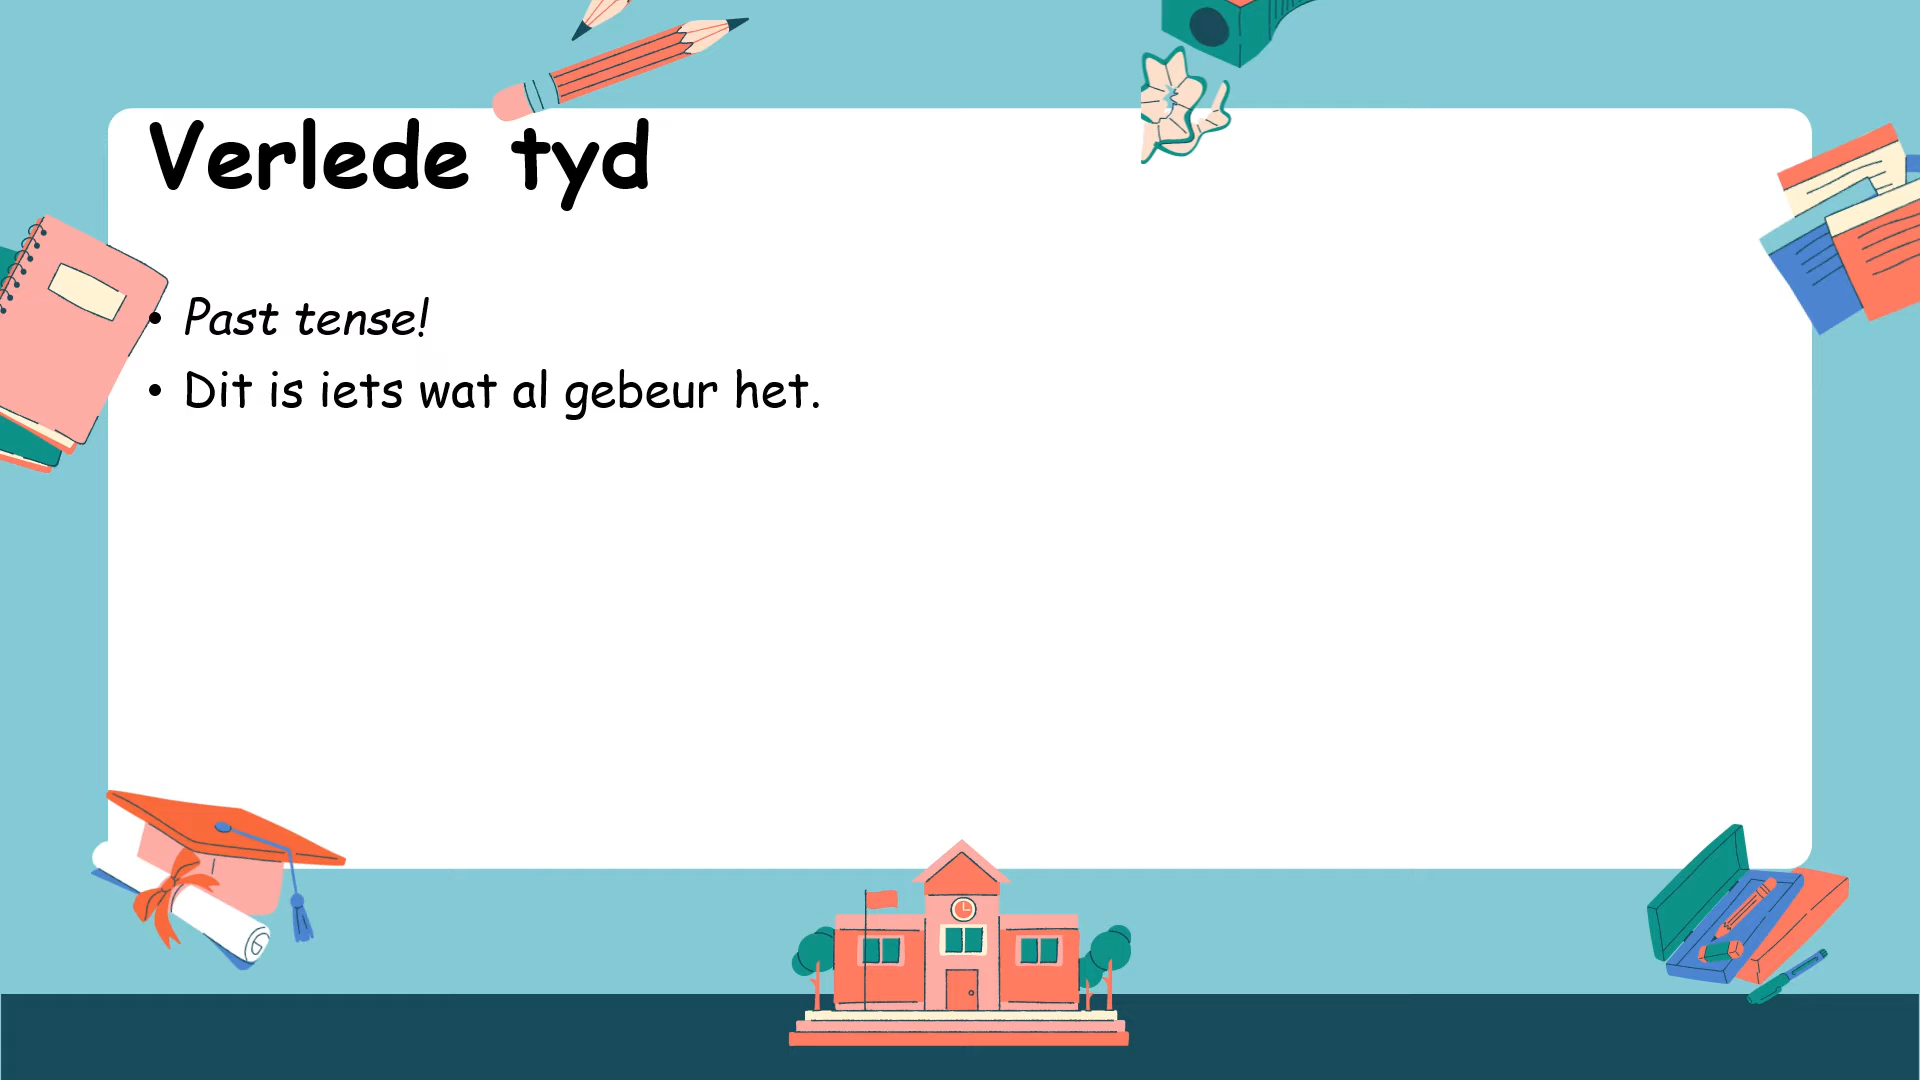 Verlede tyd
• Past tense!
• Dit is iets wat al gebeur het.